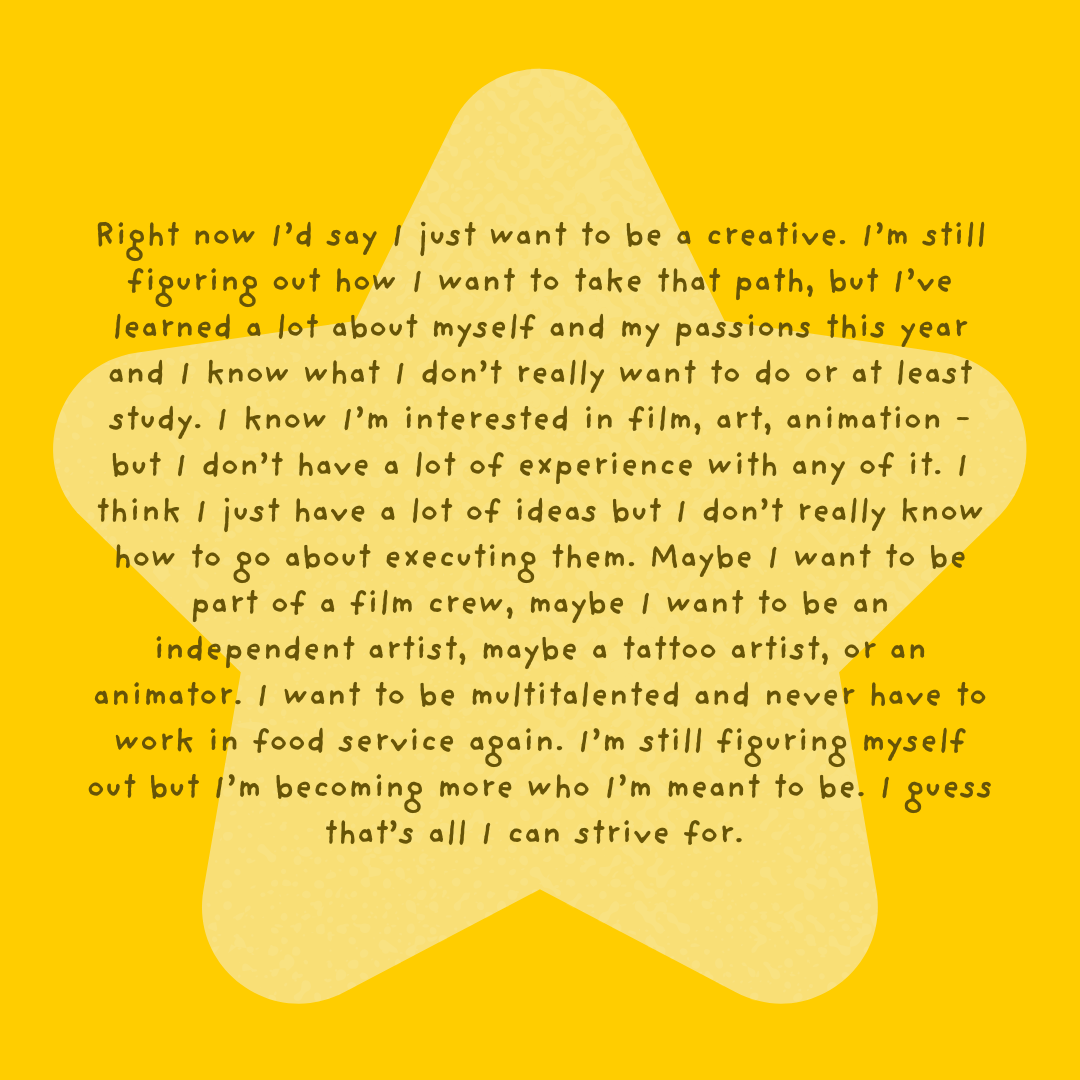 Right now I'd say I just want to be a creative. I'm still
figuring out how I want to take that path, but I've
learned a lot about myself and my passions this year
and I know what I don't really want to do or at least
study. I know I'm interested in film, art, animation -
but I don't have a lot of experience with any of it. I
think I just have a lot of ideas but I don't really know
how to go about executing them. Maybe I want to be
part of a film crew, maybe I want to be an
independent artist, maybe a tattoo artist, or an
animator. I want to be multitalented and never have to
work in food service again. I'm still figuring myself
out but I'm becoming more who I'm meant to be. I guess
that's all I can strive for.